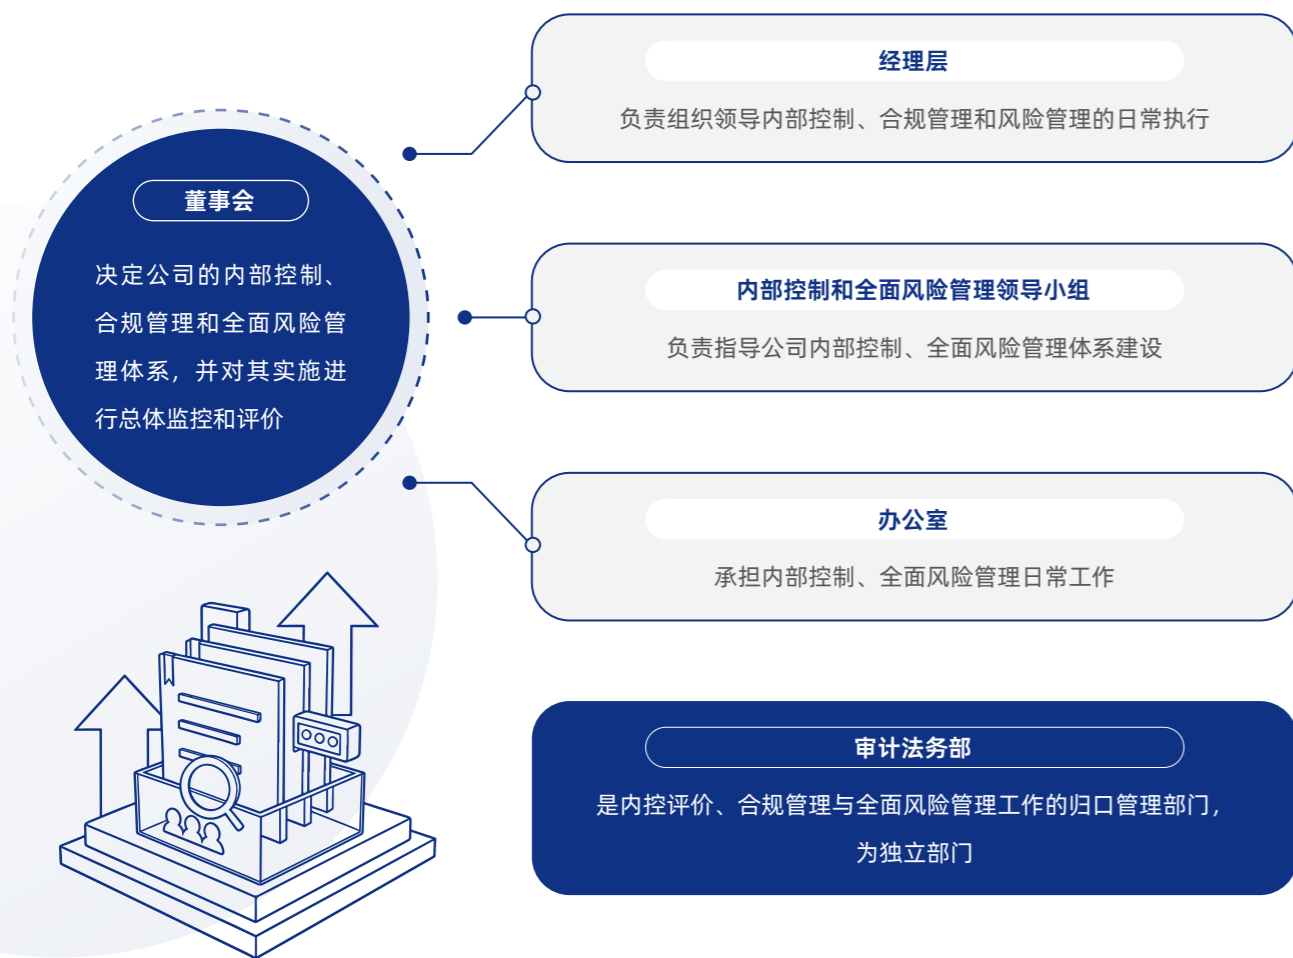 董事会
决定公司的内部控制、
合规管理和全面风险管
理体系，并对其实施进
行总体监控和评价
经理层
负责组织领导内部控制、合规管理和风险管理的日常执行
内部控制和全面风险管理领导小组
负责指导公司内部控制、全面风险管理体系建设
办公室
承担内部控制、全面风险管理日常工作
审计法务部
是内控评价、合规管理与全面风险管理工作的归口管理部门，
为独立部门